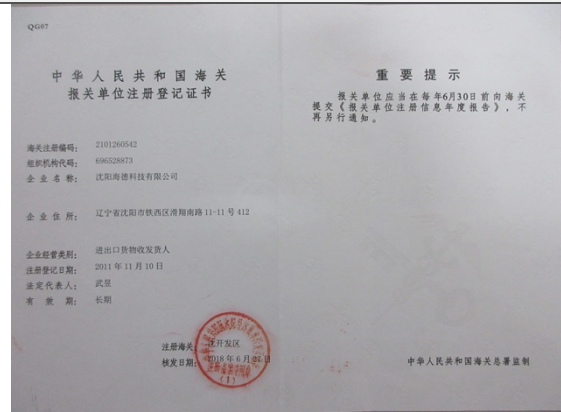 QG07
中华人民共和国海关
报关单位注册登记证书
海关注册编码： 2101260542
组织机构代码： 696528873
企 业 名 称： 沈阳海德科技有限公司
企 业 住 所： 辽宁省沈阳市铁西区滑翔南路11-11号412
企业经营类别： 进出口货物收发货人
注册登记日期： 2011年11月10日
法定代表人： 武昱
有 效 期： 长期
注册海关： 沈开发区
核发日期： 2018年6月
重 要 提 示
报关单位应当在每年6月30日前向海关
提交《报关单位注册信息年度报告》，不
再另行通知。
中华人民共和国海关总署监制